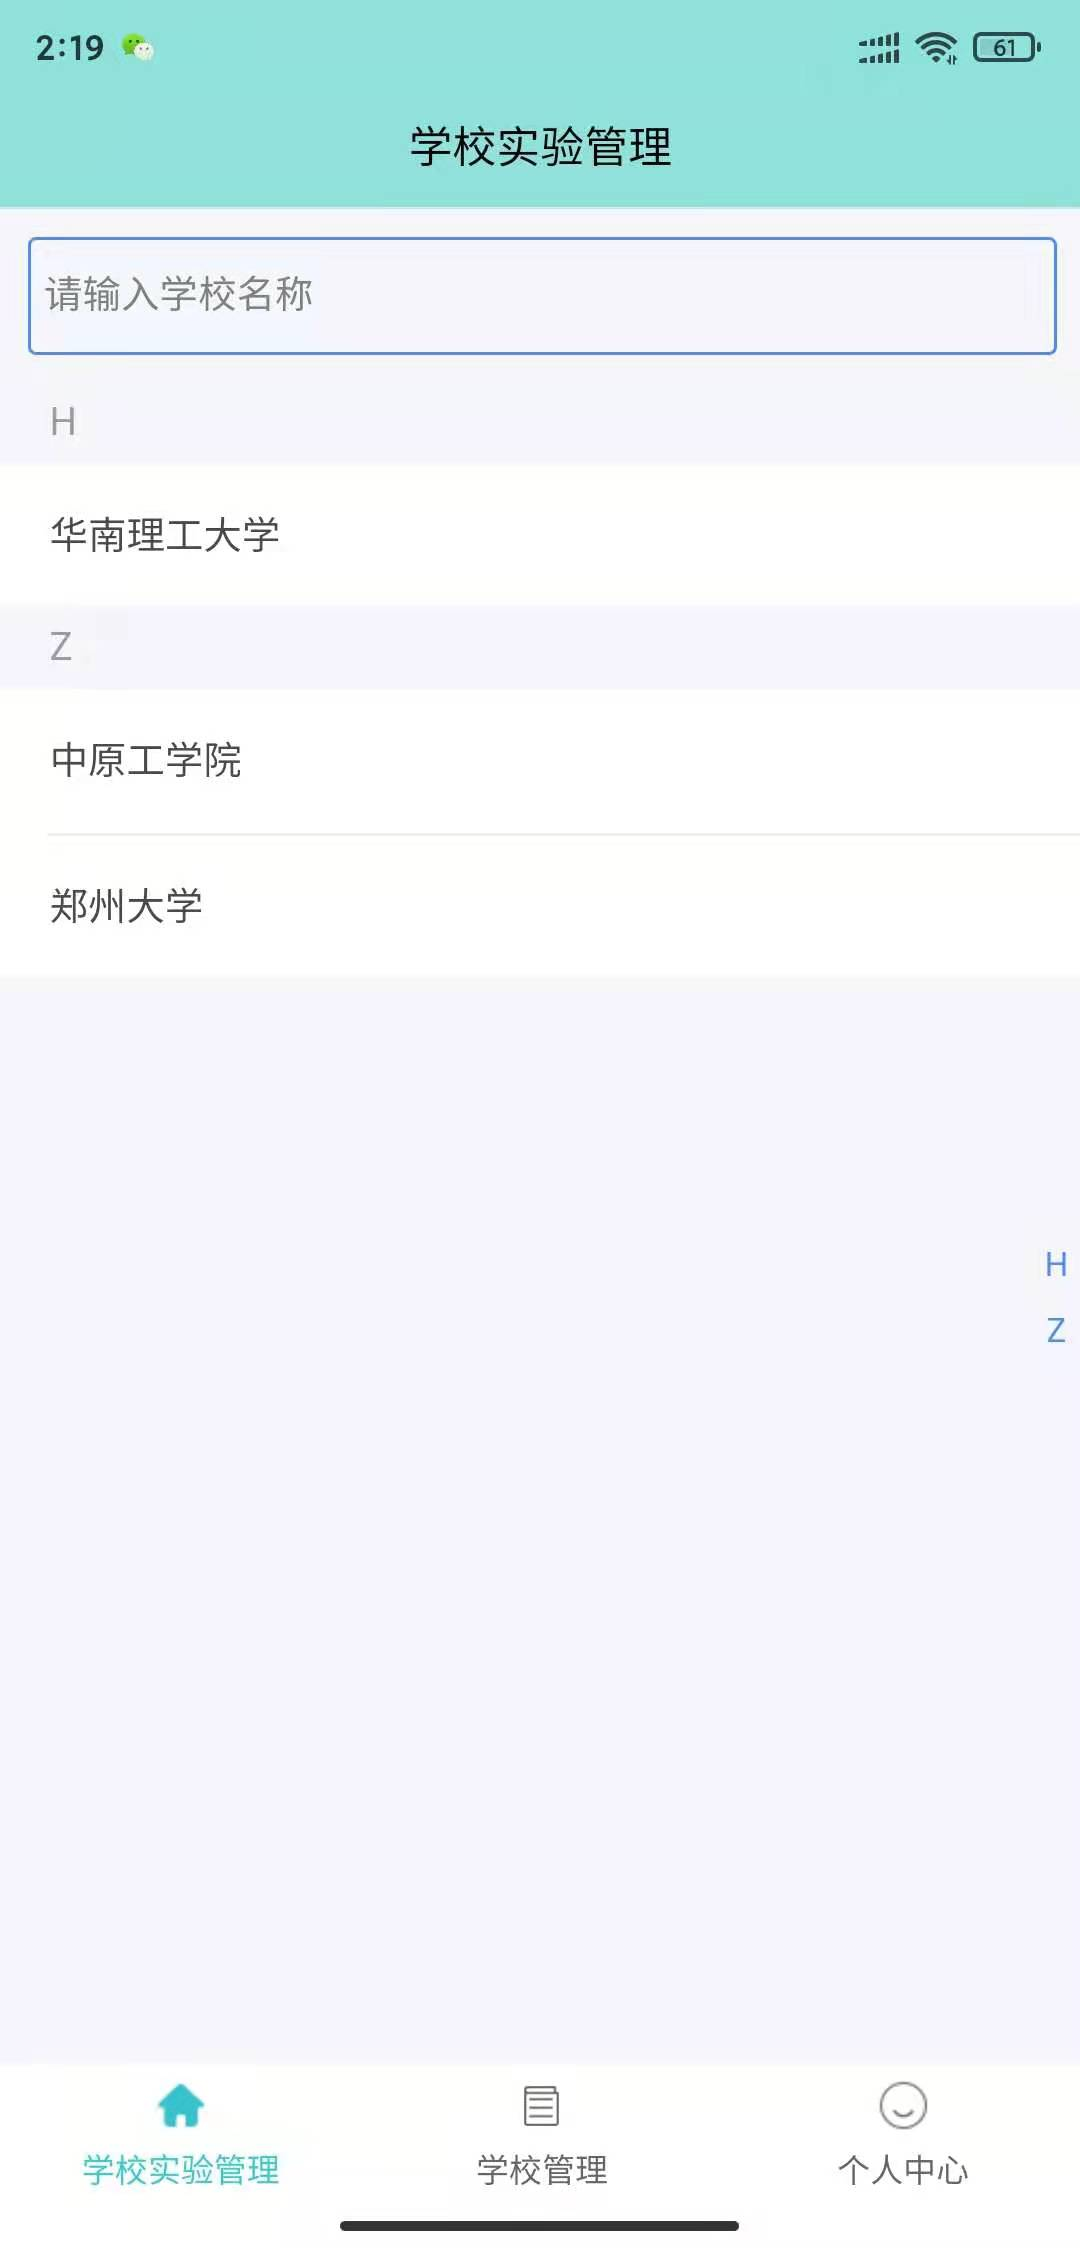 2:19
61
学校实验管理
请输入学校名称
H
华南理工大学
Z
中原工学院
郑州大学
H
Z
学校实验管理
学校管理
个人中心